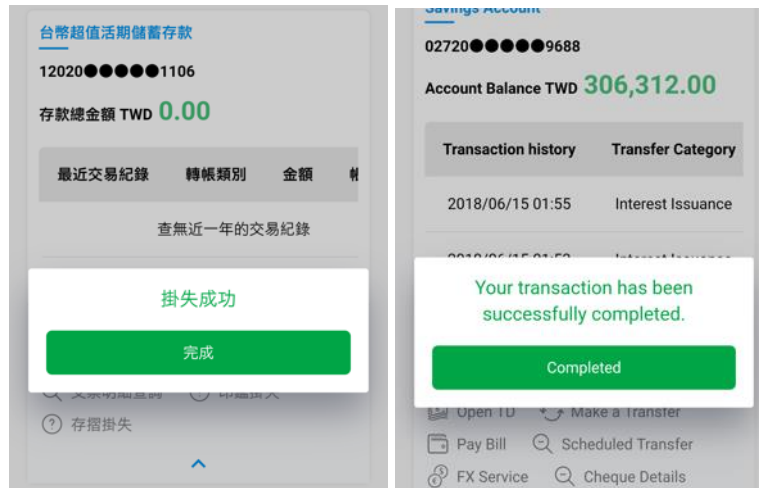 台幣超值活期儲蓄存款
12020●●●●●1106
存款總金額 TWD 0.00
最近交易紀錄 轉帳類別 金額
查無近一年的交易紀錄
掛失成功
完成
存摺掛失
Savings Account
02720●●●●●9688
Account Balance TWD 306,312.00
Transaction history Transfer Category
2018/06/15 01:55 Interest Issuance
Your transaction has been
successfully completed.
Completed
Open TD Make a Transfer
Pay Bill Scheduled Transfer
FX Service Cheque Details